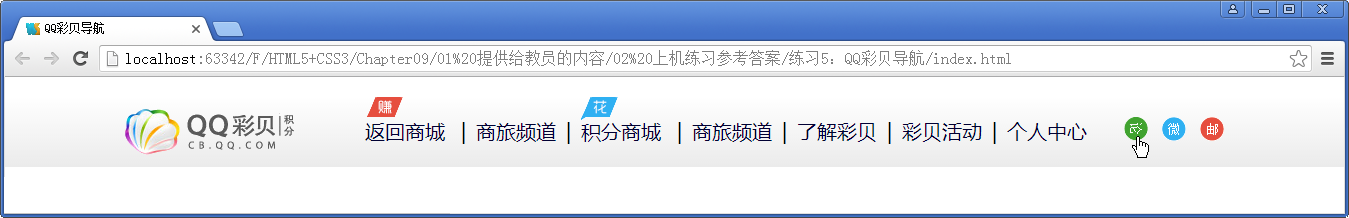 QQ彩贝导航
localhost:63342/F/HTML5+CSS3/Chapter09/01%20提供给教员的内容/02%20上机练习参考答案/练习5：QQ彩贝导航/index.html
赚 花
QQ彩贝 积分
CB.QQ.COM
返回商城 | 商旅频道 | 积分商城 | 商旅频道 | 了解彩贝 | 彩贝活动 | 个人中心
微 邮